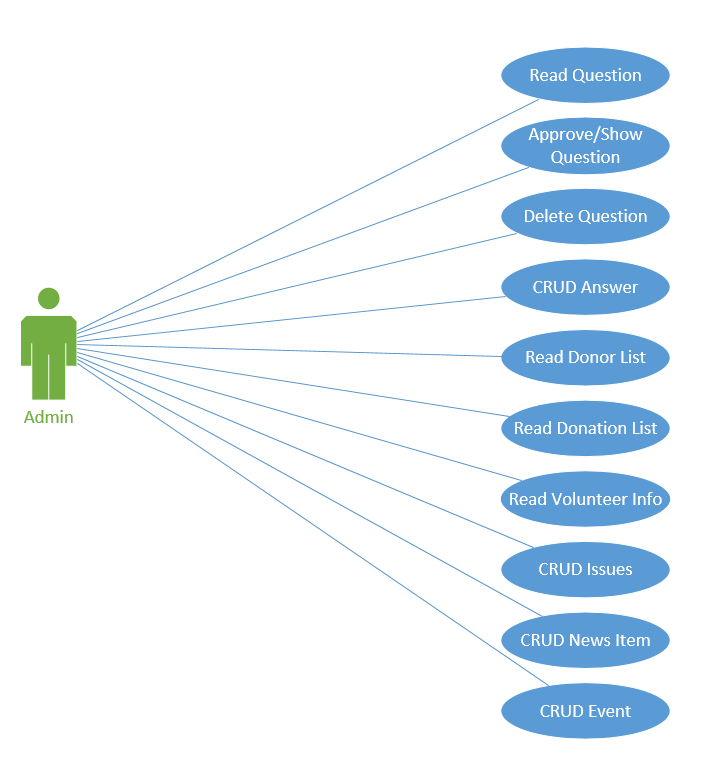 Read Question
Approve/Show
Question
Delete Question
CRUD Answer
Read Donor List
Admin
Read Donation List
Read Volunteer Info
CRUD Issues
CRUD News Item
CRUD Event